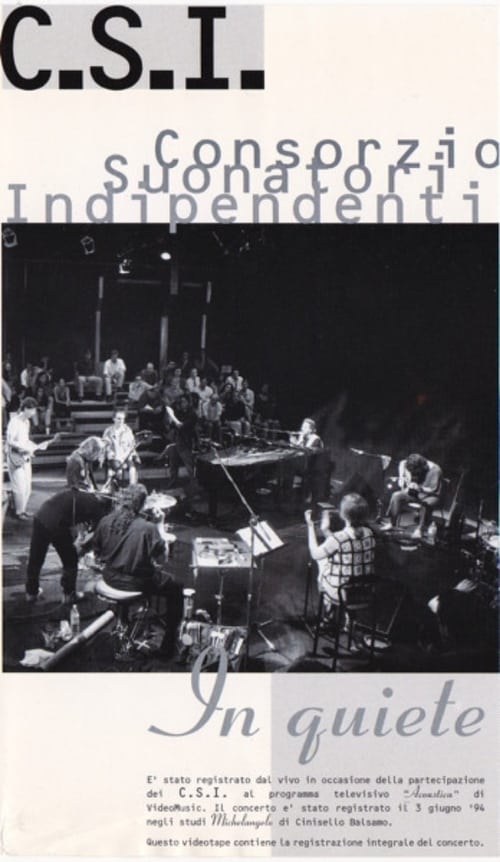 C.S.I.
Consorzio
Suonatori
Indipendenti
In quiete
E' stato registrato dal vivo in occasione della partecipazione
dei C.S.I. al programma televisivo "Acoustica" di
VideoMusic. Il concerto e' stato registrato il 3 giugno '94
negli studi Michelangelo di Cinisello Balsamo.
Questo videotape contiene la registrazione integrale del concerto.